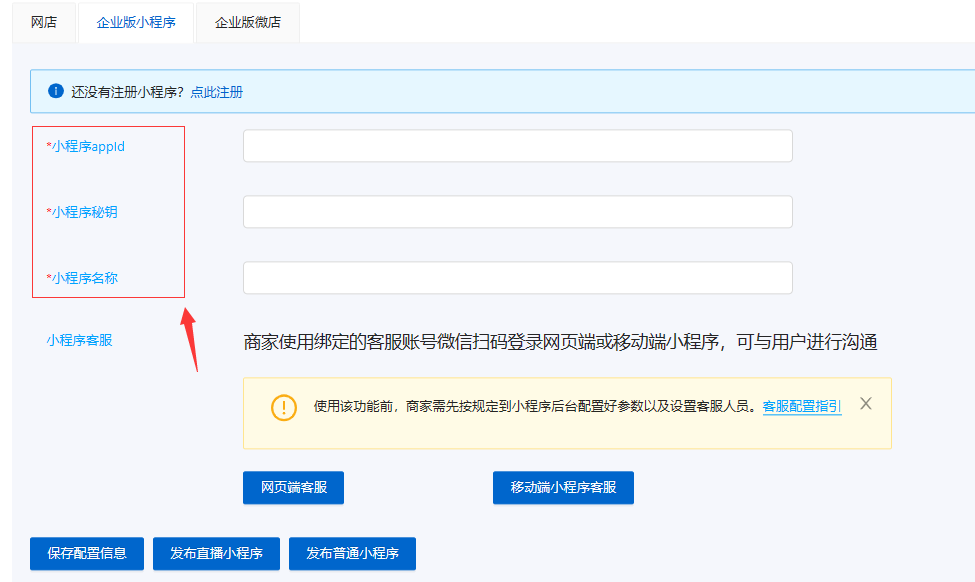 网店 企业版小程序 企业版微店
还没有注册小程序？点此注册
*小程序appId
*小程序秘钥
*小程序名称
小程序客服 商家使用绑定的客服账号微信扫码登录网页端或移动端小程序，可与用户进行沟通
使用该功能前，商家需先按规定到小程序后台配置好参数以及设置客服人员。客服配置指引
网页端客服 移动端小程序客服
保存配置信息 发布直播小程序 发布普通小程序